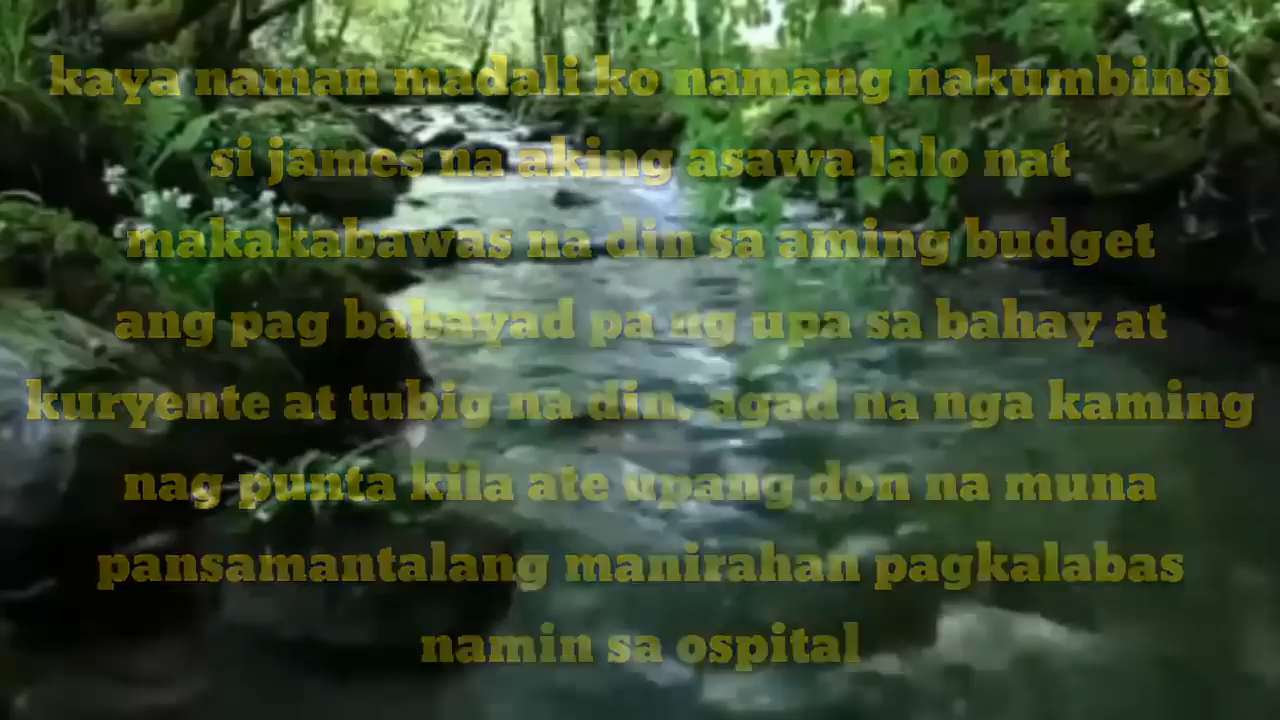 kaya naman madali ko namang nakumbinsi
si james na aking asawa lalo nat
makakabawas na din sa aming budget
ang pag babayad pa ng upa sa bahay at
kuryente at tubig na din. agad na nga kaming
nag punta kila ate upang don na muna
pansamantalang manirahan pagkalabas
namin sa ospital